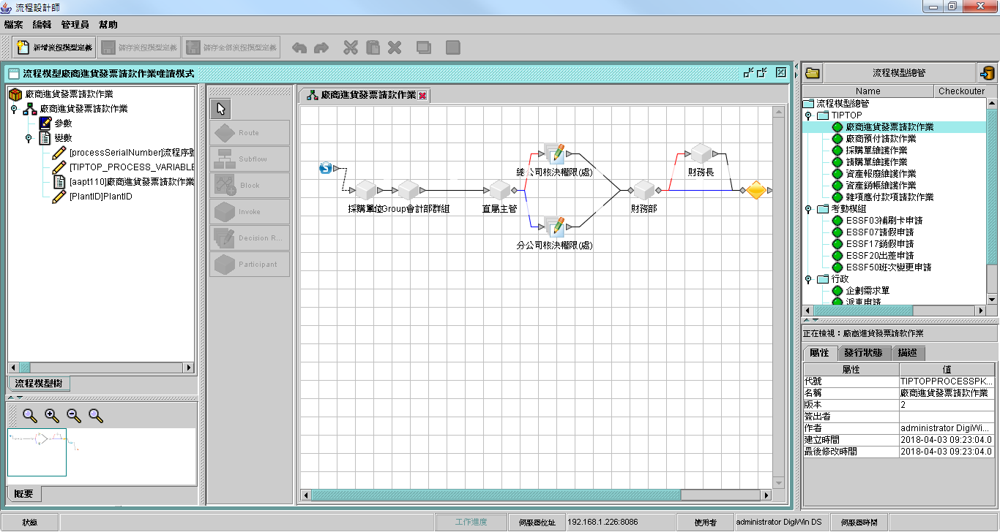 流程設計師
檔案 編輯 管理員 幫助
新增流程模型定義 儲存流程模型定義 儲存全部流程模型定義
流程模型廠商進貨發票請款作業唯讀模式
廠商進貨發票請款作業
廠商進貨發票請款作業
參數
變數
[processSerialNumber]流程序號
[TIPTOP_PROCESS_VARIABLE
[aapt110]廠商進貨發票請款作業
[PlantID]PlantID
流程模型樹
概要
Route
Subflow
Block
Invoke
Decision R...
Participant
廠商進貨發票請款作業
總公司核決權限(處)
財務長
採購單位Group會計部群組
直屬主管
財務部
分公司核決權限(處)
流程模型總管
Name Checkouter
流程模型總管
TIPTOP
廠商進貨發票請款作業
廠商預付請款作業
採購單維護作業
請購單維護作業
資產報廢維護作業
資產銷帳維護作業
雜項應付款項請款作業
考勤模組
ESSF03補刷卡申請
ESSF07請假申請
ESSF17銷假申請
ESSF20出差申請
ESSF50班次變更申請
行政
企劃需求單
派車申請
正在檢視：廠商進貨發票請款作業
屬性 發行狀態 描述
屬性 值
代號 TIPTOPPROCESSPK...
名稱 廠商進貨發票請款作業
版本 2
簽出者
作者 administrator DigiWin...
建立時間 2018-04-03 09:23:04.0
最後修改時間 2018-04-03 09:23:04.0
狀態 工作進度 伺服器位址 192.168.1.226:8086 使用者 administrator DigiWin DS 伺服器時間